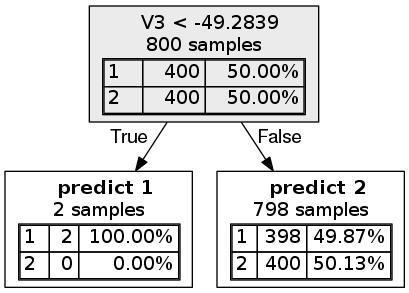 V3 < -49.2839
800 samples
1 400 50.00%
2 400 50.00%
True False
predict 1
2 samples
1 2 100.00%
2 0 0.00%
predict 2
798 samples
1 398 49.87%
2 400 50.13%